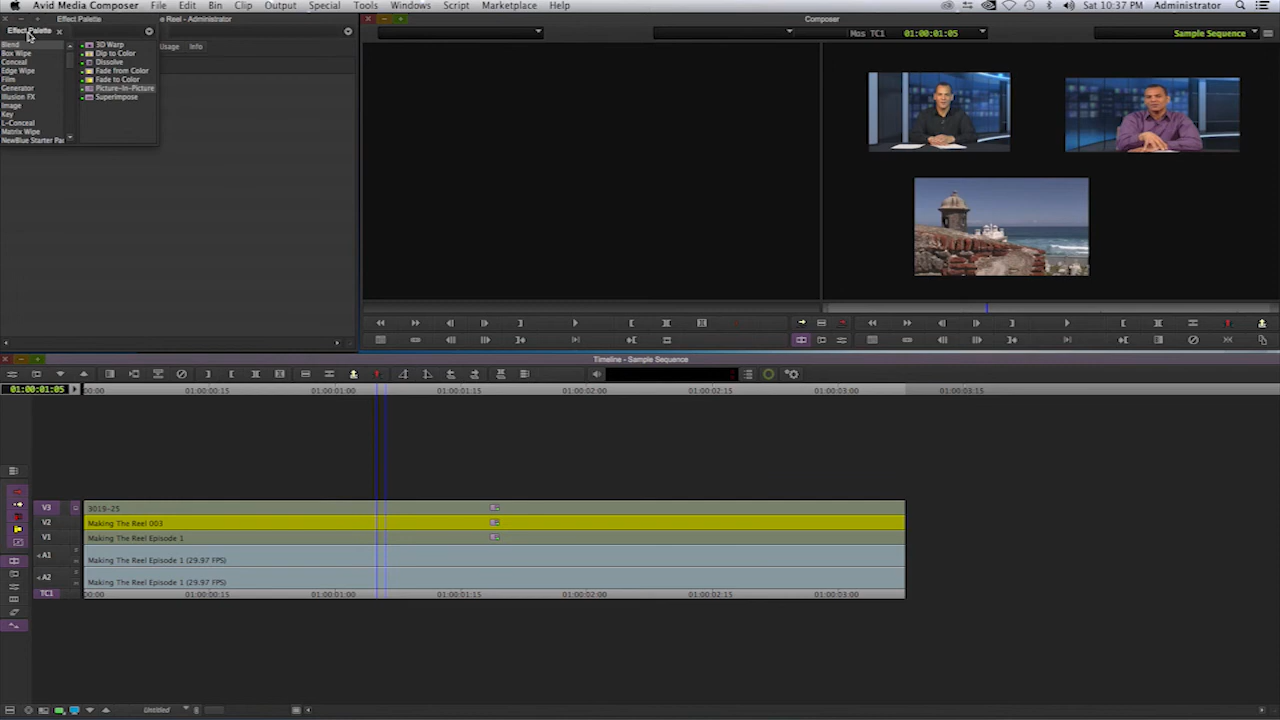 Avid Media Composer File Edit Bin Clip Output Special Tools Windows Script Marketplace Help Sat 10:37 PM Administrator
Effect Palette
e Reel - Administrator
Composer
Effect Palette
Usage Info
Mas TC1 01:00:01:05
Sample Sequence
Blend
Box Wipe
Conceal
Edge Wipe
Film
Generator
Illusion FX
Image
Key
L-Conceal
Matrix Wipe
NewBlue Starter Pa
3D Warp
Dip to Color
Dissolve
Fade from Color
Fade to Color
Picture-In-Picture
Superimpose
Timeline - Sample Sequence
01:00:01:05
00:00 01:00:00:15 01:00:01:00 01:00:01:15 01:00:02:00 01:00:02:15 01:00:03:00 01:00:03:15
V3 3019-25
V2 Making The Reel 003
V1 Making The Reel Episode 1
A1 Making The Reel Episode 1 (29.97 FPS)
A2 Making The Reel Episode 1 (29.97 FPS)
TC1 00:00 01:00:00:15 01:00:01:00 01:00:01:15 01:00:02:00 01:00:02:15 01:00:03:00
Untitled